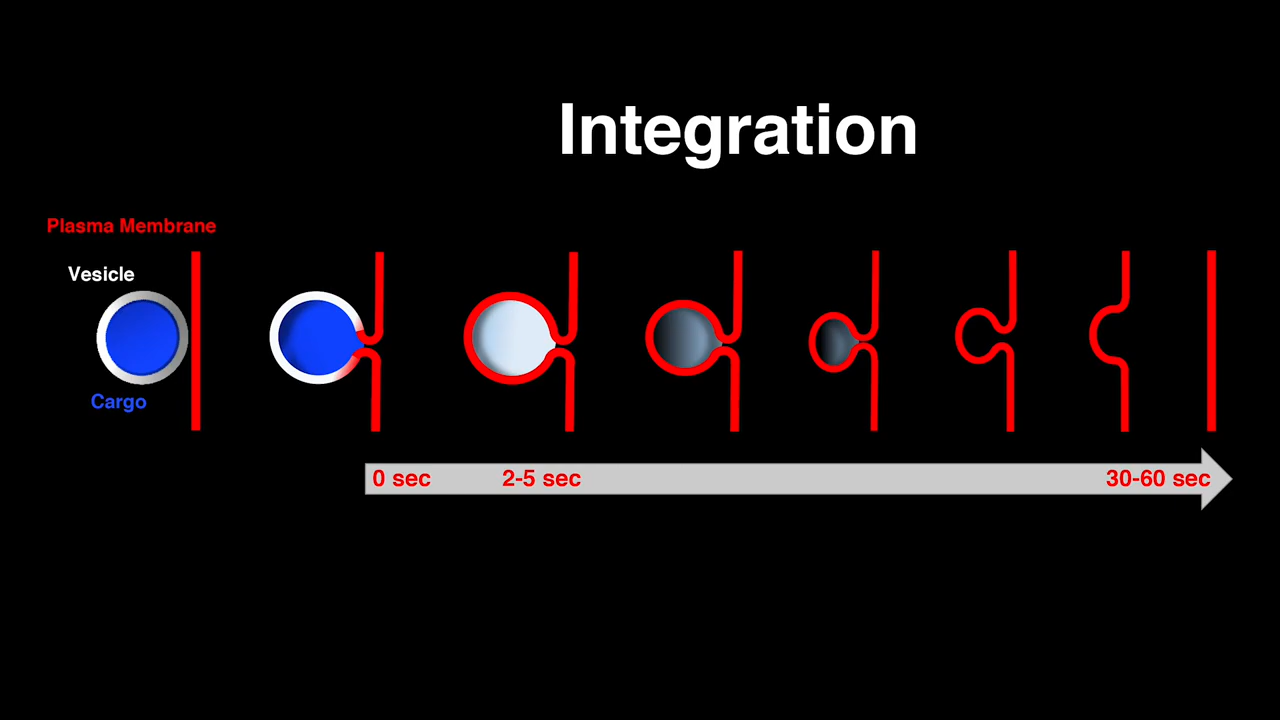 Integration
Plasma Membrane
Vesicle
Cargo
0 sec
2-5 sec
30-60 sec